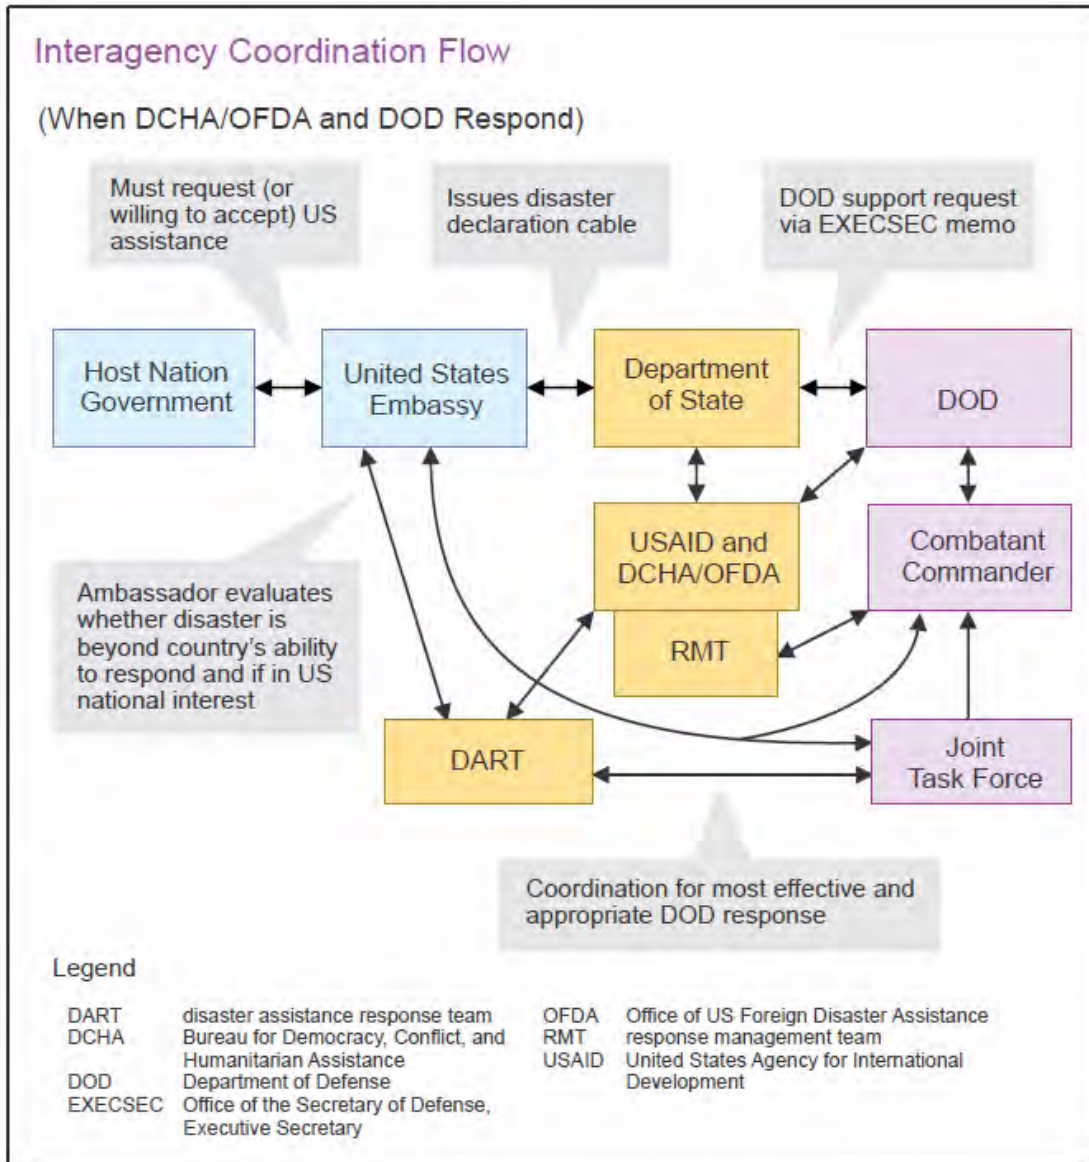 Interagency Coordination Flow
(When DCHA/OFDA and DOD Respond)
Must request (or
willing to accept) US
assistance
Issues disaster
declaration cable
DOD support request
via EXECSEC memo
Host Nation
Government
United States
Embassy
Department
of State
DOD
USAID and
DCHA/OFDA
Combatant
Commander
RMT
Ambassador evaluates
whether disaster is
beyond country's ability
to respond and if in US
national interest
DART
Joint
Task Force
Coordination for most effective and
appropriate DOD response
Legend
DART disaster assistance response team
DCHA Bureau for Democracy, Conflict, and
Humanitarian Assistance
DOD Department of Defense
EXECSEC Office of the Secretary of Defense,
Executive Secretary
OFDA Office of US Foreign Disaster Assistance
RMT response management team
USAID United States Agency for International
Development